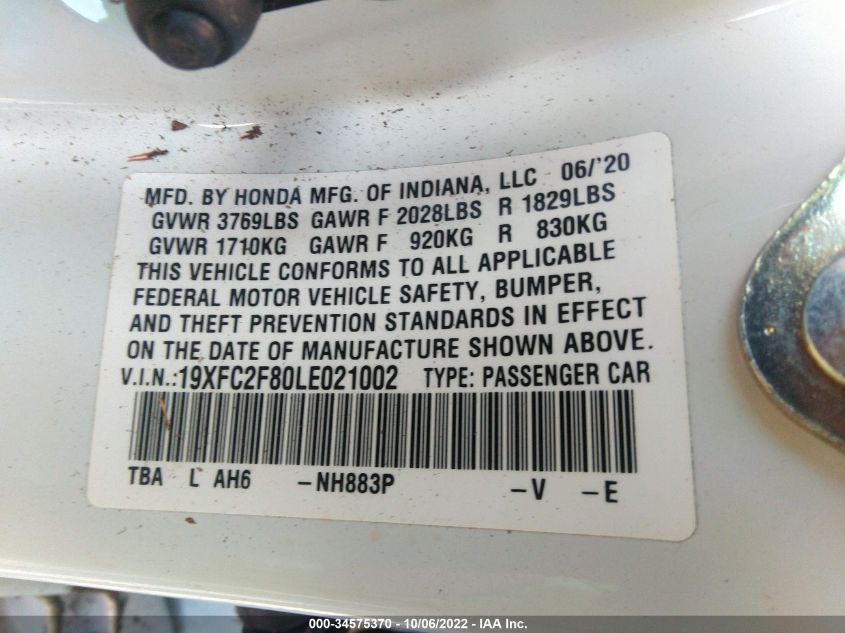 MFD. BY HONDA MFG. OF INDIANA, LLC 06/'20
GVWR 3769LBS GAWR F 2028LBS R 1829LBS
GVWR 1710KG GAWR F 920KG R 830KG
THIS VEHICLE CONFORMS TO ALL APPLICABLE
FEDERAL MOTOR VEHICLE SAFETY, BUMPER,
AND THEFT PREVENTION STANDARDS IN EFFECT
ON THE DATE OF MANUFACTURE SHOWN ABOVE.
V.I.N.:19XFC2F80LE021002 TYPE: PASSENGER CAR
TBA L AH6 -NH883P -V -E
000-34575370 - 10/06/2022 - IAA Inc.